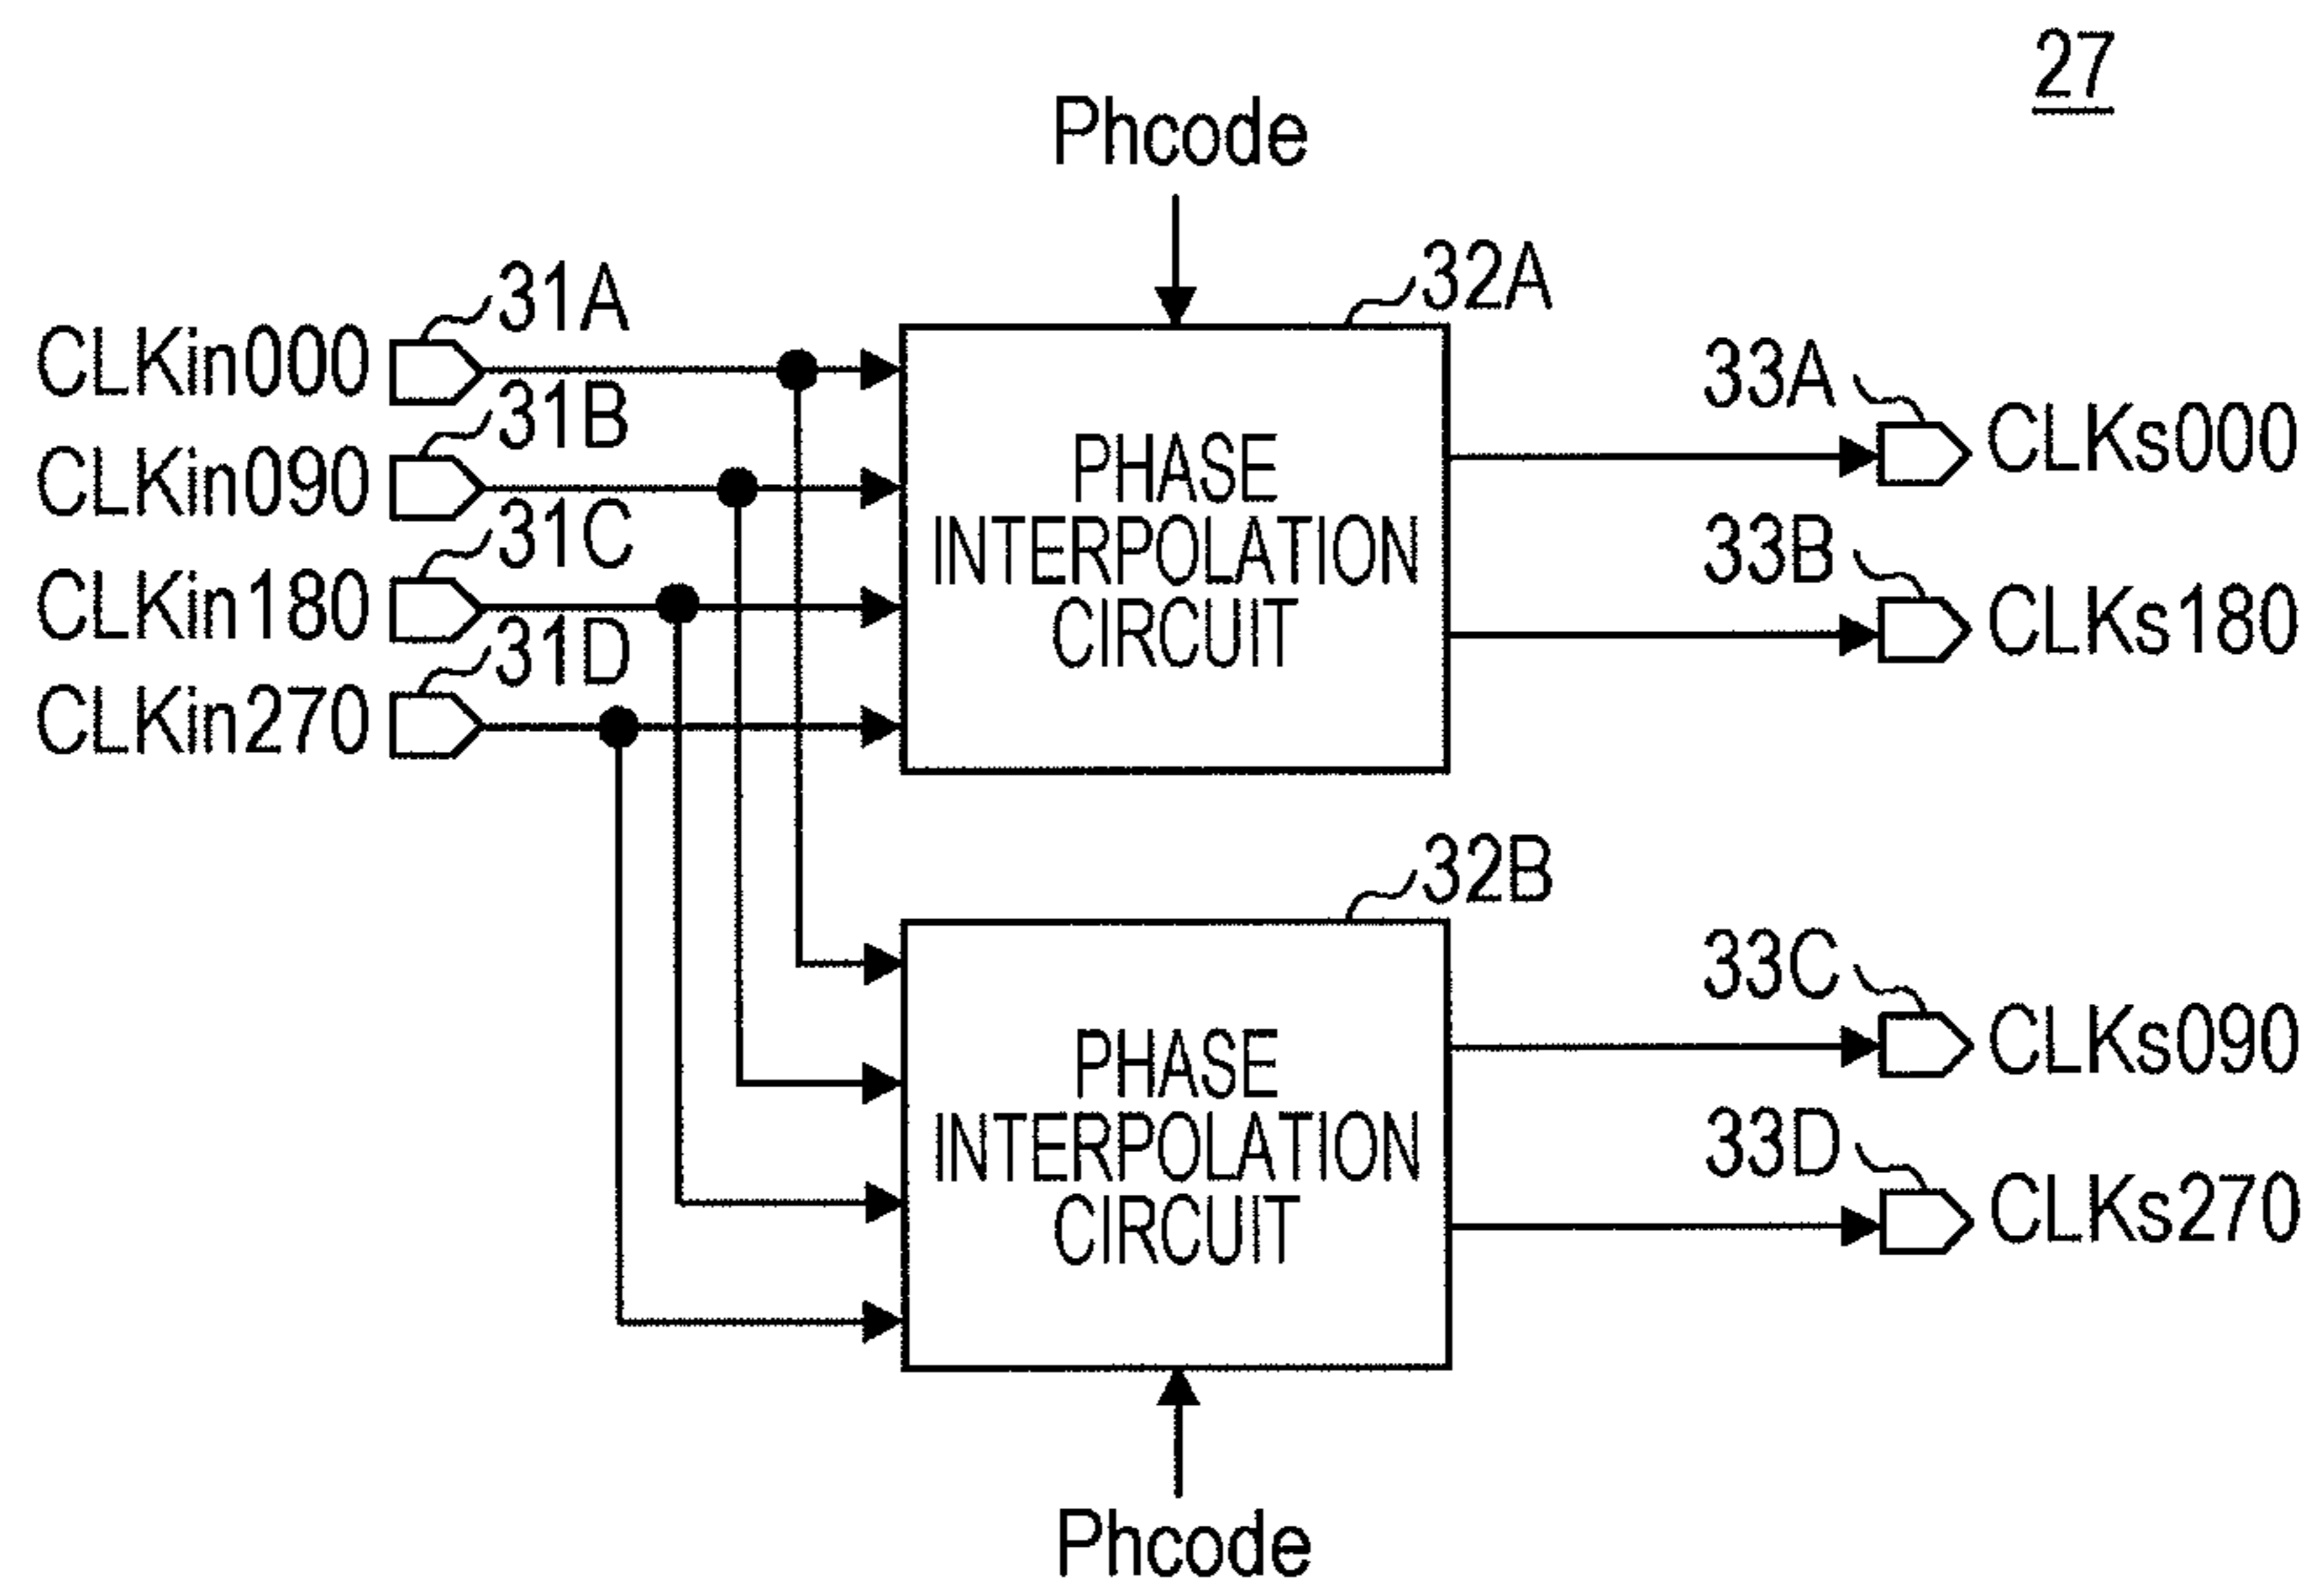 27
Phcode
32A
31A
CLKin000
31B
CLKin090
31C
CLKin180
31D
CLKin270
PHASE
INTERPOLATION
CIRCUIT
33A
CLKs000
33B
CLKs180
32B
PHASE
INTERPOLATION
CIRCUIT
33C
CLKs090
33D
CLKs270
Phcode